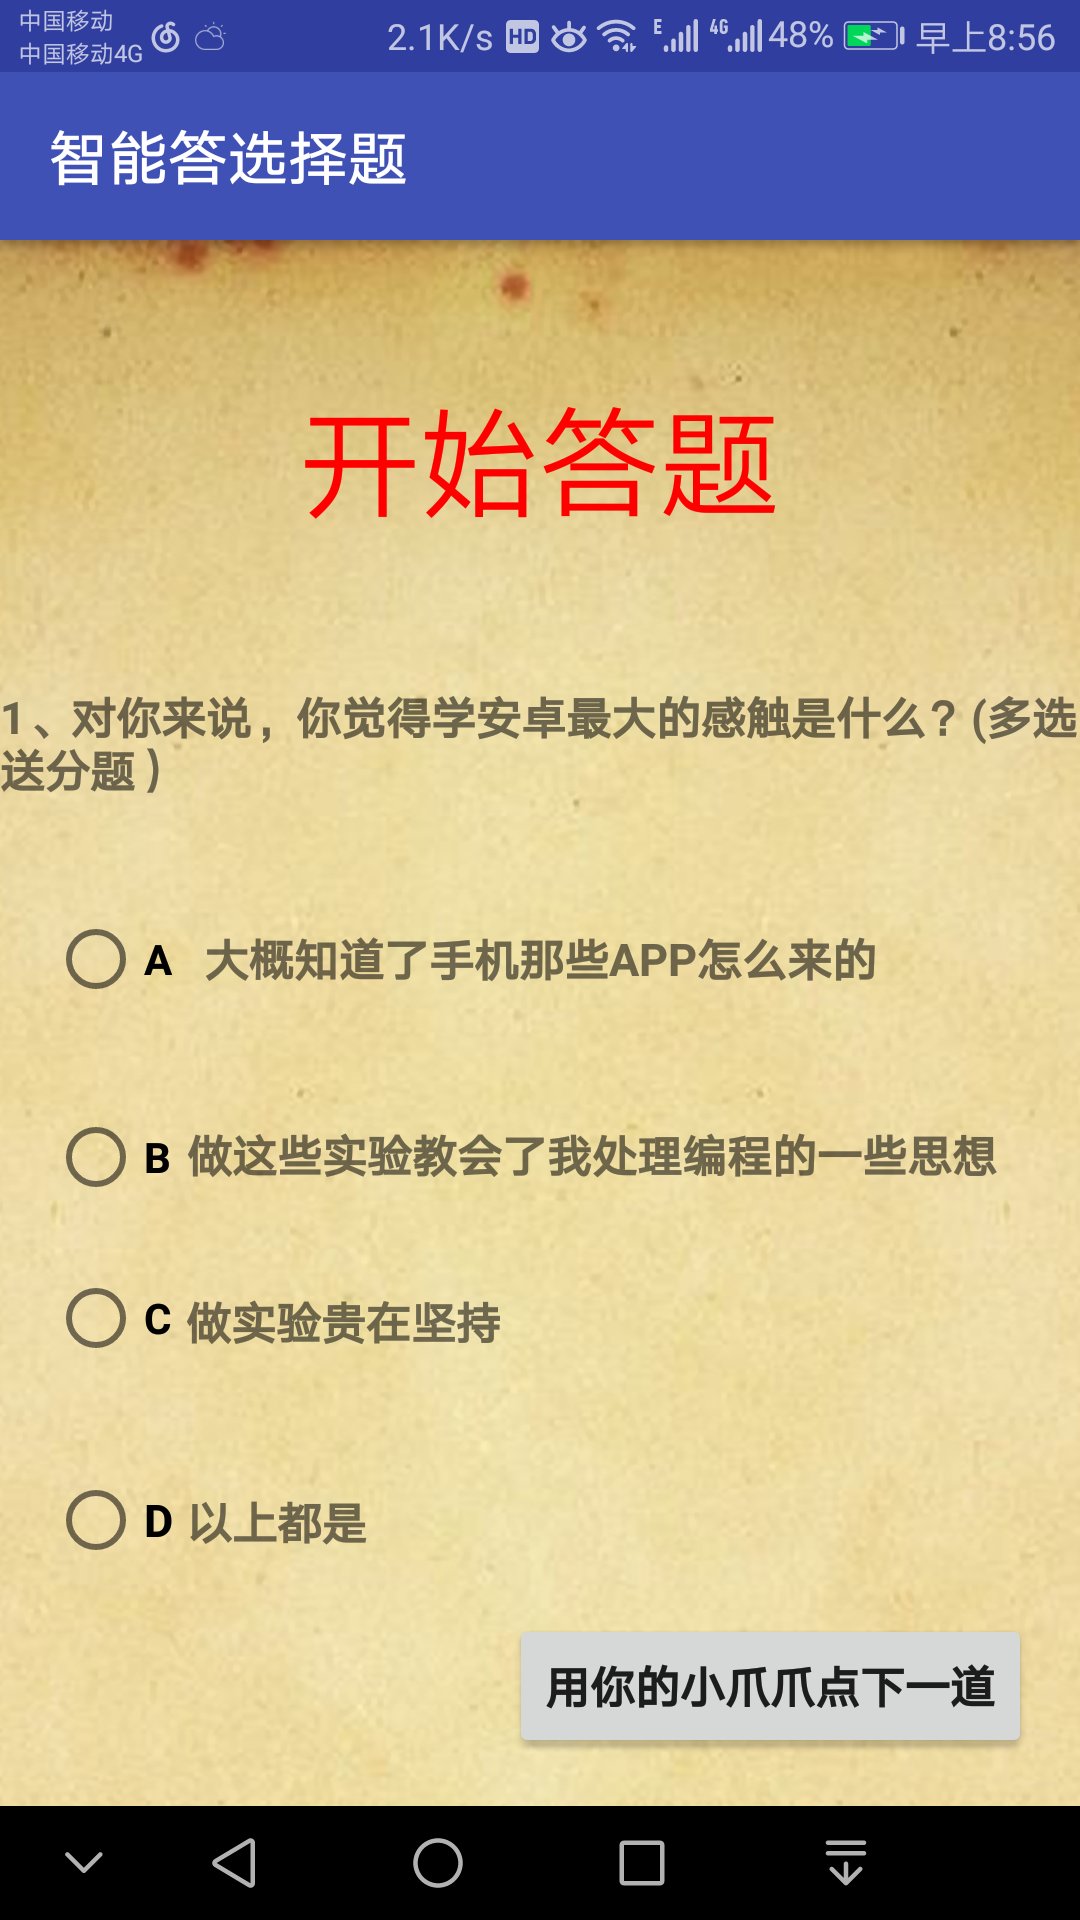 中国移动
中国移动4G
2.1K/s HD E 4G 48% 早上8:56
智能答选择题
开始答题
1、对你来说，你觉得学安卓最大的感触是什么？(多选
送分题 )
A 大概知道了手机那些APP怎么来的
B 做这些实验教会了我处理编程的一些思想
C 做实验贵在坚持
D 以上都是
用你的小爪爪点下一道